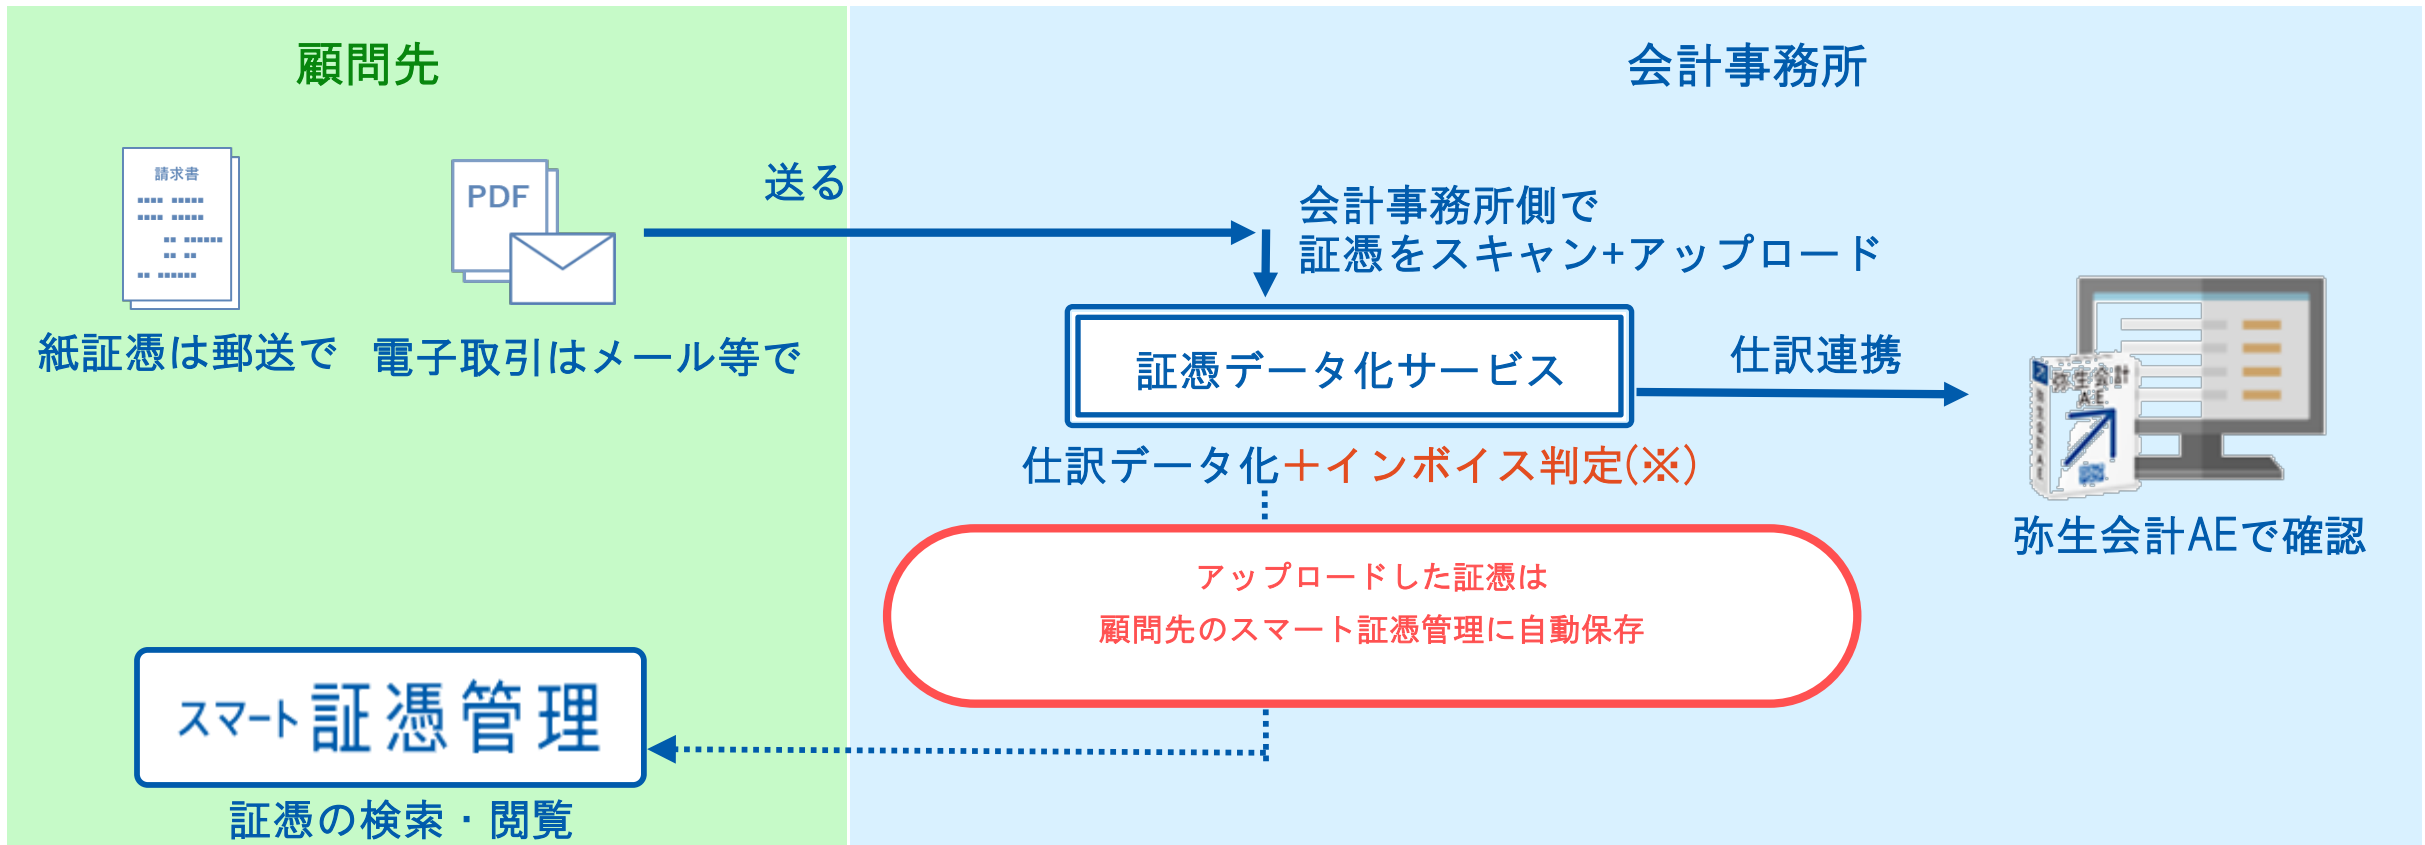 顧問先
会計事務所
請求書
PDF
送る
会計事務所側で
証憑をスキャン+アップロード
紙証憑は郵送で
電子取引はメール等で
証憑データ化サービス
仕訳連携
弥生会計
AE
仕訳データ化+インボイス判定(※)
弥生会計AEで確認
アップロードした証憑は
顧問先のスマート証憑管理に自動保存
スマート証憑管理
証憑の検索・閲覧